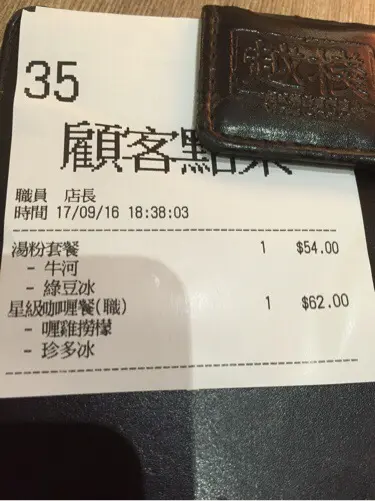 35
顧客點菜
職員 店長
時間 17/09/16 18:38:03
湯粉套餐 1 $54.00
- 牛河
- 綠豆冰
星級咖喱餐(職) 1 $62.00
- 喱雞撈檬
- 珍多冰